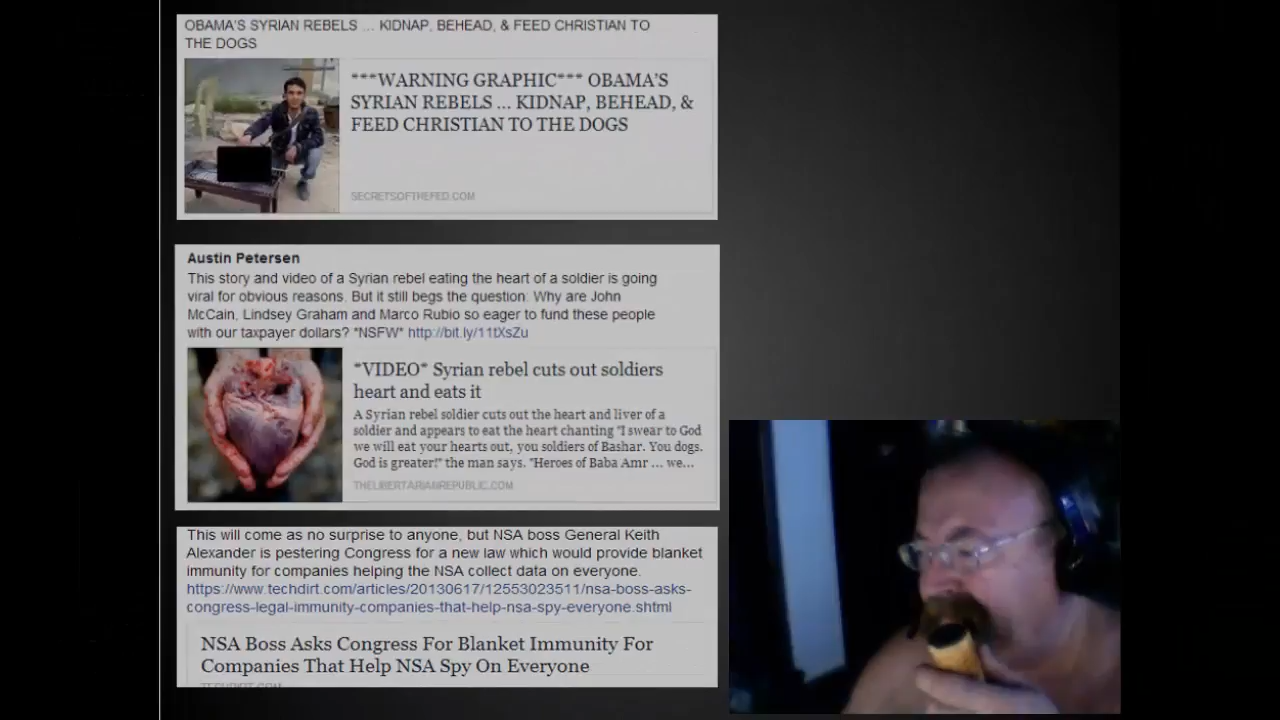 OBAMA'S SYRIAN REBELS ... KIDNAP, BEHEAD, & FEED CHRISTIAN TO
THE DOGS
***WARNING GRAPHIC*** OBAMA'S
SYRIAN REBELS ... KIDNAP, BEHEAD, &
FEED CHRISTIAN TO THE DOGS
SECRETSOFTHEFED.COM
Austin Petersen
This story and video of a Syrian rebel eating the heart of a soldier is going
viral for obvious reasons. But it still begs the question: Why are John
McCain, Lindsey Graham and Marco Rubio so eager to fund these people
with our taxpayer dollars? *NSFW* http://bit.ly/11tXsZu
*VIDEO* Syrian rebel cuts out soldiers
heart and eats it
A Syrian rebel soldier cuts out the heart and liver of a
soldier and appears to eat the heart chanting "I swear to God
we will eat your hearts out, you soldiers of Bashar. You dogs.
God is greater!" the man says. "Heroes of Baba Amr ... we...
THELIBERTARIANREPUBLIC.COM
This will come as no surprise to anyone, but NSA boss General Keith
Alexander is pestering Congress for a new law which would provide blanket
immunity for companies helping the NSA collect data on everyone.
https://www.techdirt.com/articles/20130617/12553023511/nsa-boss-asks-
congress-legal-immunity-companies-that-help-nsa-spy-everyone.shtml
NSA Boss Asks Congress For Blanket Immunity For
Companies That Help NSA Spy On Everyone
TECHDIRT.COM